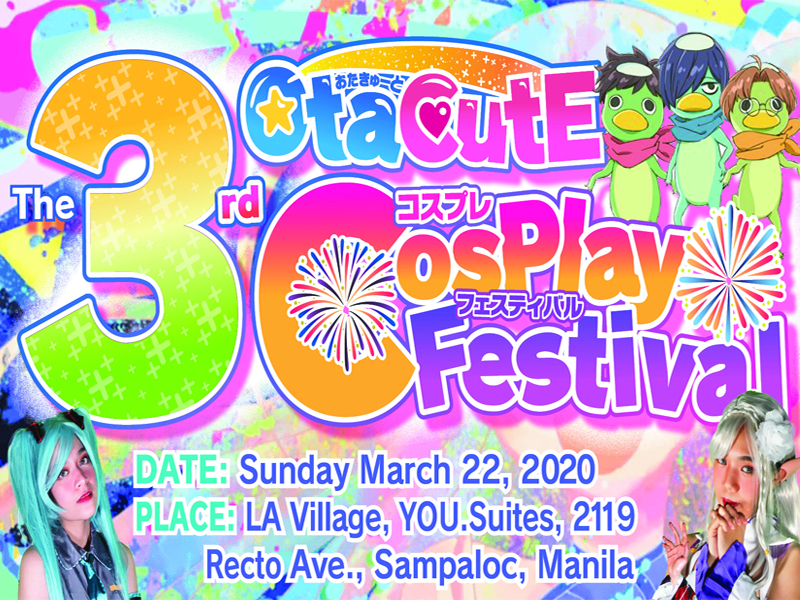 おたきゅーと
OtaCutE
The 3rd
コスプレ
CosPlay
フェスティバル
Festival
DATE: Sunday March 22, 2020
PLACE: LA Village, YOU.Suites, 2119
Recto Ave., Sampaloc, Manila